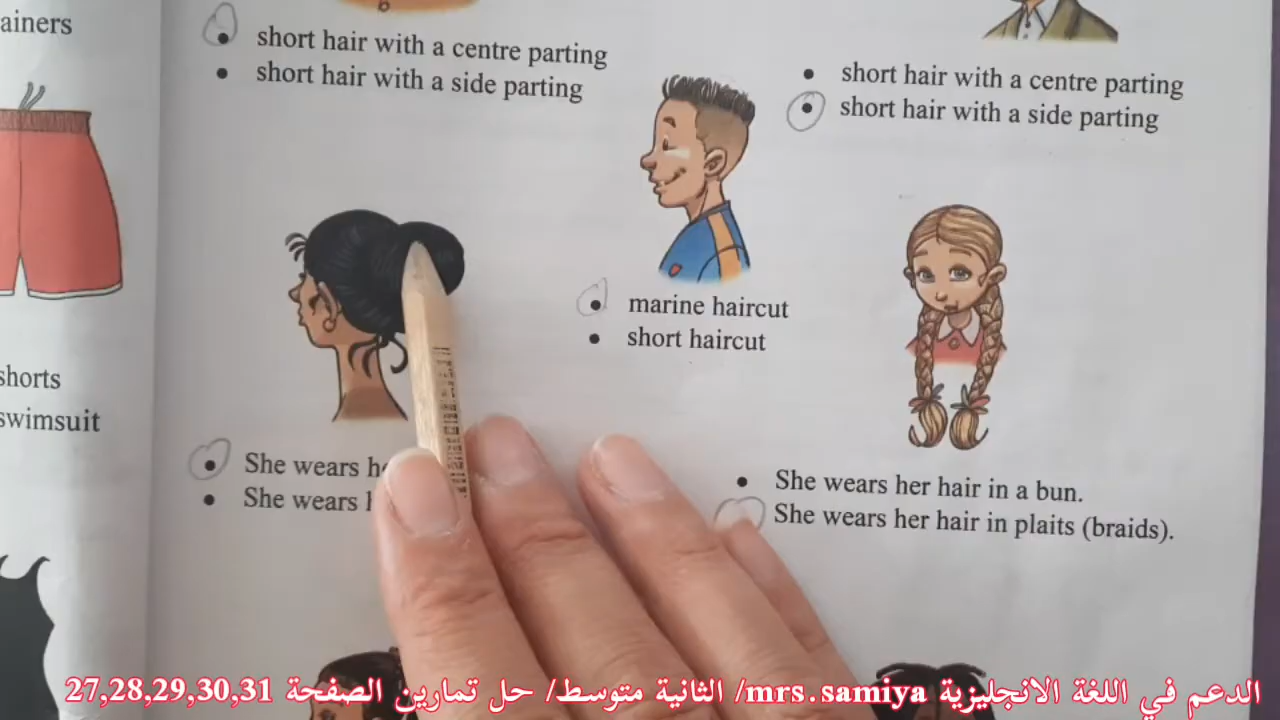 ainers
short hair with a centre parting
short hair with a side parting
short hair with a centre parting
short hair with a side parting
marine haircut
short haircut
shorts
swimsuit
She wears
She wears
She wears her hair in a bun.
She wears her hair in plaits (braids).
الدعم في اللغة الانجليزية mrs.samiya/ الثانية متوسط/ حل تمارين الصفحة 27,28,29,30,31